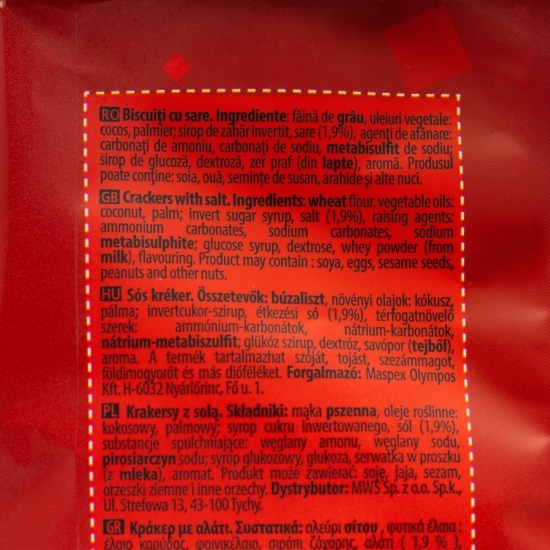 RO Biscuiți cu sare. Ingrediente: făină de grâu, uleiuri vegetale:
cocos, palmier; sirop de zahăr invertit, sare (1,9%), agenți de afânare:
carbonați de amoniu, carbonați de sodiu, metabisulfit de sodiu;
sirop de glucoză, dextroză, zer praf (din lapte), aromă. Produsul
poate conține: soia, ouă, semințe de susan, arahide și alte nuci.
GB Crackers with salt. Ingredients: wheat flour, vegetable oils:
coconut, palm; invert sugar syrup, salt (1,9%), raising agents:
ammonium carbonates, sodium carbonates, sodium
metabisulphite; glucose syrup, dextrose, whey powder (from
milk), flavouring. Product may contain : soya, eggs, sesame seeds,
peanuts and other nuts.
HU Sós kréker. Összetevők: búzaliszt, növényi olajok: kókusz,
pálma; invertcukor-szirup, étkezési só (1,9%), térfogatnövelő
szerek: ammónium-karbonátok, nátrium-karbonátok,
nátrium-metabiszulfit; glükóz szirup, dextróz, savópor (tejből),
aroma. A termék tartalmazhat szóját, tojást, szezámmagot,
földimogyorót és más dióféléket. Forgalmazó: Maspex Olympos
Kft. H-6032 Nyárlőrinc, Fő u. 1.
PL Krakersy z solą. Składniki: mąka pszenna, oleje roślinne:
kokosowy, palmowy; syrop cukru inwertowanego, sól (1,9%),
substancje spulchniające: węglany amonu, węglany sodu,
pirosiarczyn sodu; syrop glukozowy, glukoza, serwatka w proszku
(z mleka), aromat. Produkt może zawierać: soję, jaja, sezam,
orzeszki ziemne i inne orzechy. Dystrybutor: MWS Sp. z o.o. Sp.k.,
Ul. Strefowa 13, 43-100 Tychy.
GR Κράκερ με αλάτι. Συστατικά: αλεύρι σίτου , φυτικά έλαια :
έλαιο καρύδας, φοινικέλαιο, σιρόπι ζάχαρης, αλάτι ( 1,9 % ),